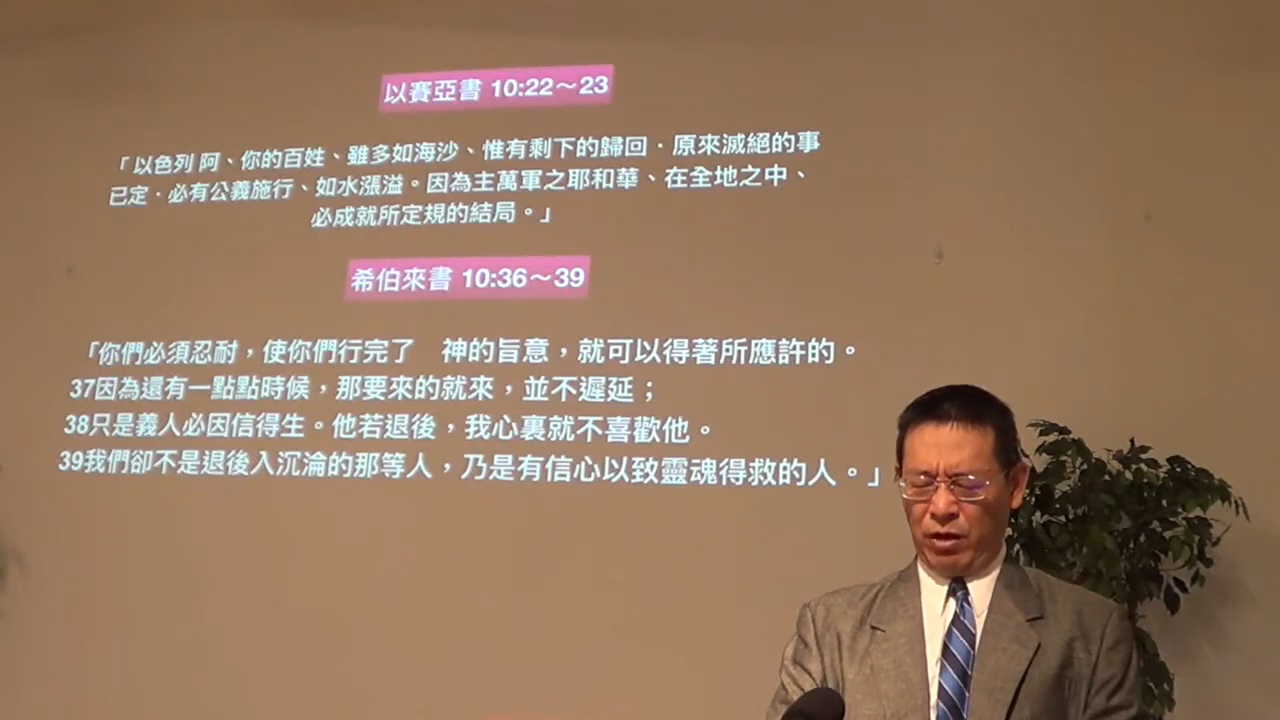 以賽亞書 10:22～23
「 以色列 阿、你的百姓、雖多如海沙、惟有剩下的歸回．原來滅絕的事
已定．必有公義施行、如水漲溢。因為主萬軍之耶和華、在全地之中、
必成就所定規的結局。」
希伯來書 10:36～39
「你們必須忍耐，使你們行完了　神的旨意，就可以得著所應許的。
37因為還有一點點時候，那要來的就來，並不遲延；
38只是義人必因信得生。他若退後，我心裏就不喜歡他。
39我們卻不是退後入沉淪的那等人，乃是有信心以致靈魂得救的人。」